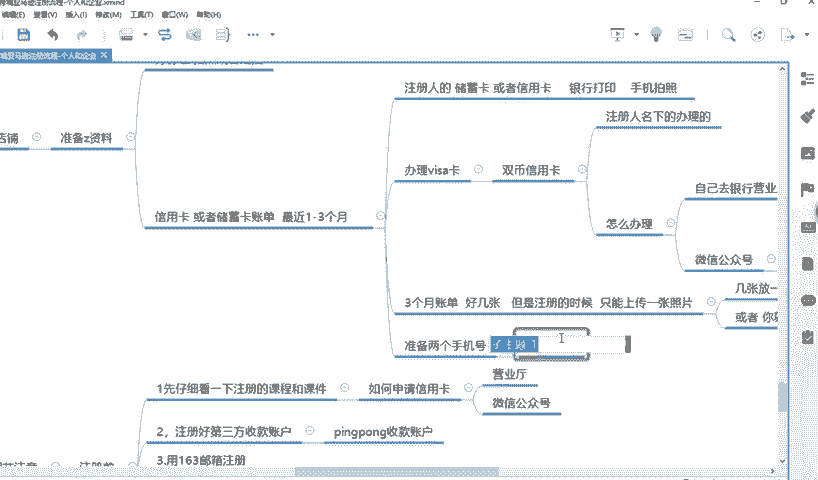 编辑(E) 查看(V) 插入(I) 修改(M) 工具(T) 窗口(W) 帮助(H)
店铺
准备z资料
信用卡 或者储蓄卡账单 最近1-3个月
注册人的 储蓄卡 或者信用卡 银行打印 手机拍照
办理visa卡
双币信用卡
注册人名下的办理的
怎么办理
自己去银行营业
微信公众号
3个月账单 好几张 但是注册的时候 只能上传一张照片
几张放一
或者 你
准备两个手机号
1先仔细看一下注册的课程和课件
如何申请信用卡
营业厅
微信公众号
2，注册好第三方收款账户
pingpong收款账户
3.用163邮箱注册